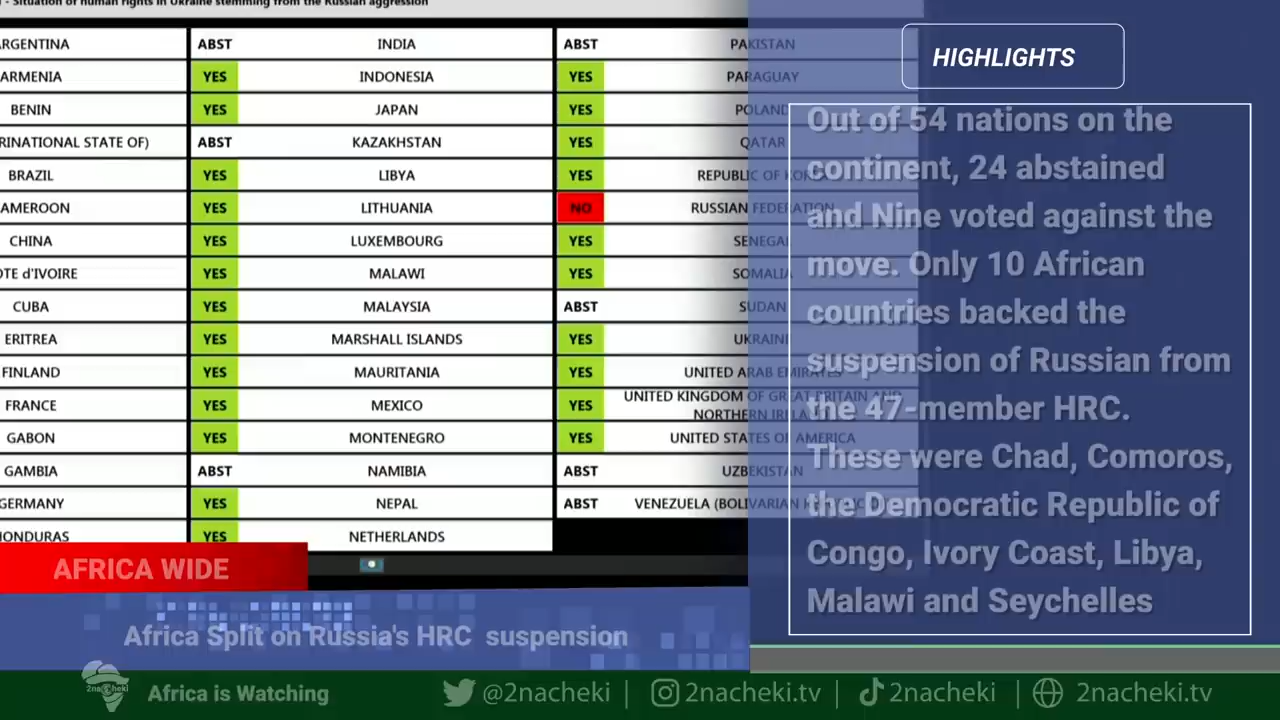 - Situation of human rights in Ukraine stemming from the Russian aggression
RGENTINA ABST INDIA ABST PAKISTAN
ARMENIA YES INDONESIA YES PARAGUAY
BENIN YES JAPAN YES POLAND
RINATIONAL STATE OF) ABST KAZAKHSTAN YES QATAR
BRAZIL YES LIBYA YES REPUBLIC OF KOREA
AMEROON YES LITHUANIA NO RUSSIAN FEDERATION
CHINA YES LUXEMBOURG YES SENEGAL
OTE d'IVOIRE YES MALAWI YES SOMALIA
CUBA YES MALAYSIA ABST SUDAN
ERITREA YES MARSHALL ISLANDS YES UKRAINE
FINLAND YES MAURITANIA YES UNITED ARAB EMIRATES
FRANCE YES MEXICO YES UNITED KINGDOM OF GREAT BRITAIN AND
NORTHERN IRELAND
GABON YES MONTENEGRO YES UNITED STATES OF AMERICA
GAMBIA ABST NAMIBIA ABST UZBEKISTAN
GERMANY YES NEPAL ABST VENEZUELA (BOLIVARIAN
HONDURAS YES NETHERLANDS
HIGHLIGHTS
Out of 54 nations on the
continent, 24 abstained
and Nine voted against the
move. Only 10 African
countries backed the
suspension of Russian from
the 47-member HRC.
These were Chad, Comoros,
the Democratic Republic of
Congo, Ivory Coast, Libya,
Malawi and Seychelles
AFRICA WIDE
Africa Split on Russia's HRC suspension
2nacheki
Africa is Watching
@2nacheki | 2nacheki.tv | 2nacheki | 2nacheki.tv